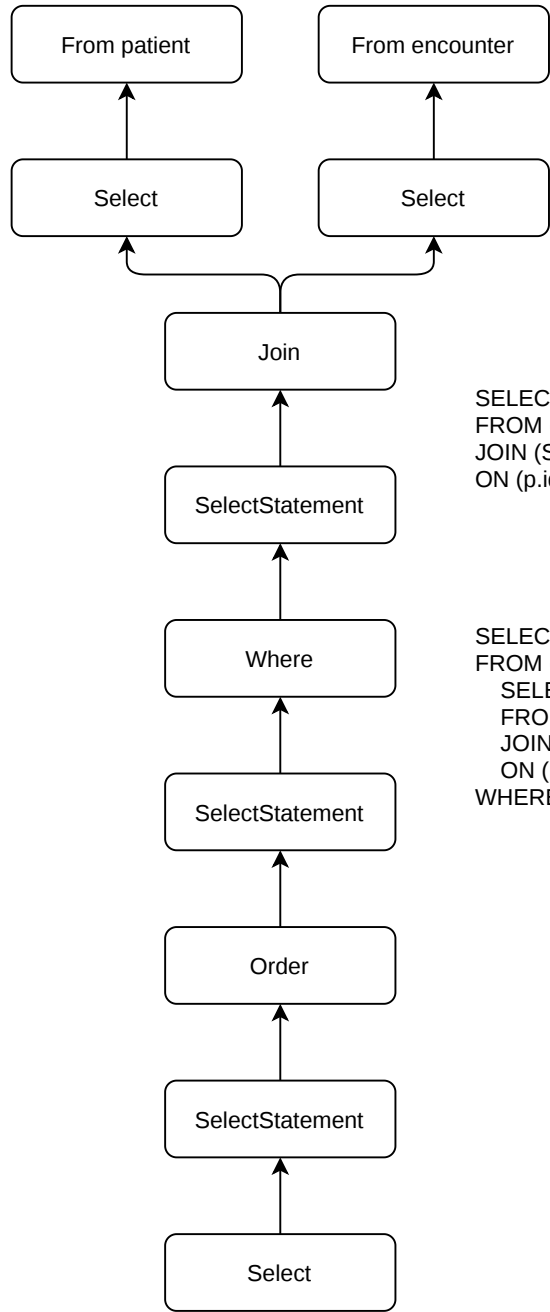 From patient
From encounter
Select
Select
Join
SELEC
FROM
JOIN (S
ON (p.id
SelectStatement
Where
SELEC
FROM
SELE
FRO
JOIN
ON (
WHERE
SelectStatement
Order
SelectStatement
Select